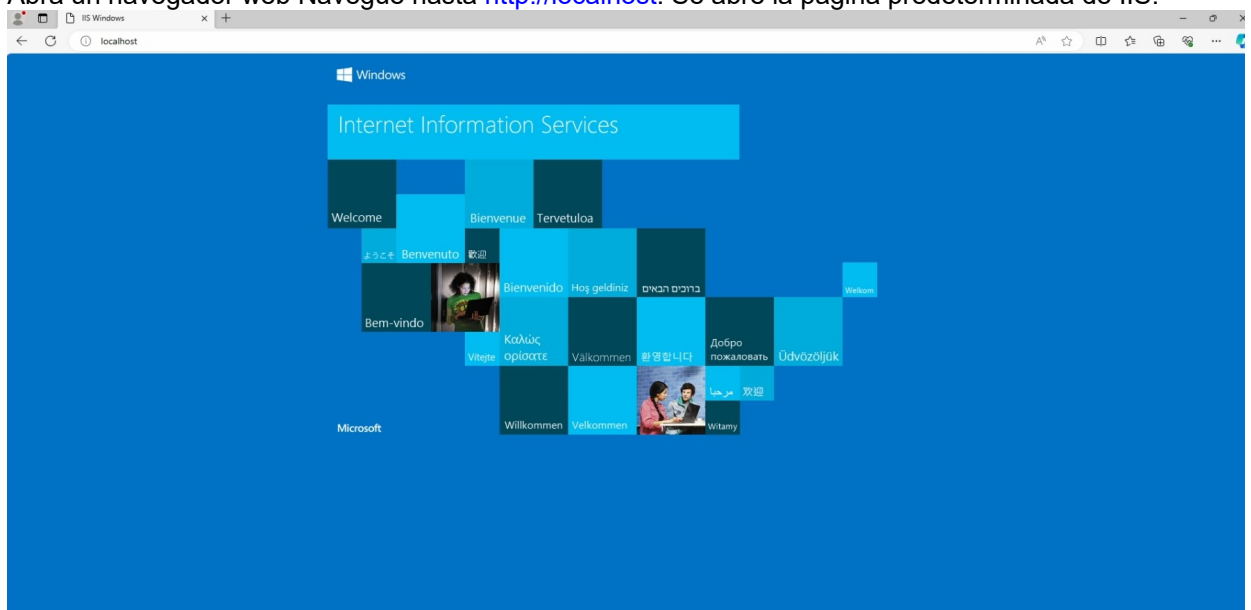 Abra un navegador web Navegue hasta http://localhost. Se abre la página predeterminada de IIS.
IIS Windows
localhost
Windows
Internet Information Services
Welcome
Bienvenue
Tervetuloa
ようこそ
Benvenuto
歡迎
Bienvenido
Hoş geldiniz
ברוכים הבאים
Welkom
Bem-vindo
Vítejte
Καλώς
ορίσατε
Välkommen
환영합니다
Добро
пожаловать
Üdvözöljük
مرحبا
欢迎
Microsoft
Willkommen
Velkommen
Witamy